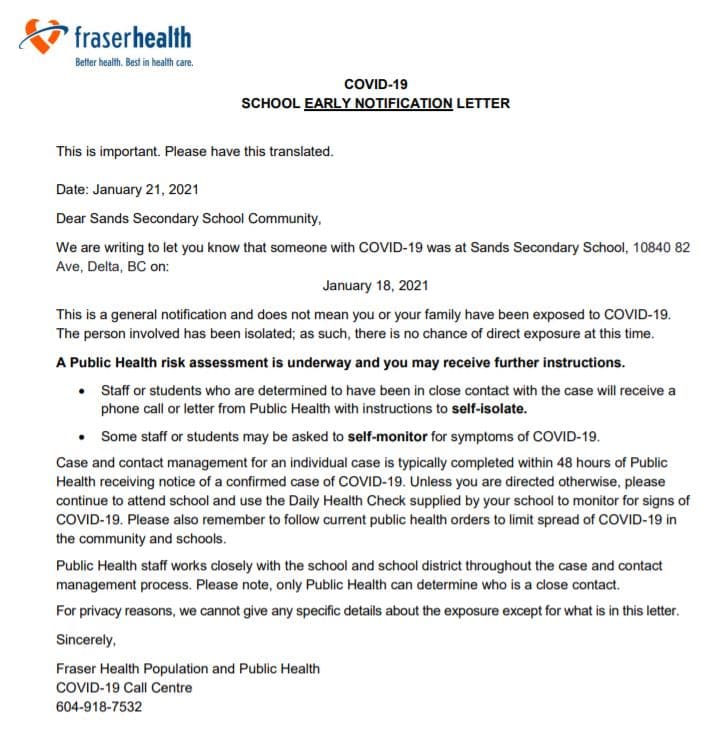 fraserhealth
Better health. Best in health care.
COVID-19
SCHOOL EARLY NOTIFICATION LETTER
This is important. Please have this translated.
Date: January 21, 2021
Dear Sands Secondary School Community,
We are writing to let you know that someone with COVID-19 was at Sands Secondary School, 10840 82
Ave, Delta, BC on:
January 18, 2021
This is a general notification and does not mean you or your family have been exposed to COVID-19.
The person involved has been isolated; as such, there is no chance of direct exposure at this time.
A Public Health risk assessment is underway and you may receive further instructions.
• Staff or students who are determined to have been in close contact with the case will receive a
phone call or letter from Public Health with instructions to self-isolate.
• Some staff or students may be asked to self-monitor for symptoms of COVID-19.
Case and contact management for an individual case is typically completed within 48 hours of Public
Health receiving notice of a confirmed case of COVID-19. Unless you are directed otherwise, please
continue to attend school and use the Daily Health Check supplied by your school to monitor for signs of
COVID-19. Please also remember to follow current public health orders to limit spread of COVID-19 in
the community and schools.
Public Health staff works closely with the school and school district throughout the case and contact
management process. Please note, only Public Health can determine who is a close contact.
For privacy reasons, we cannot give any specific details about the exposure except for what is in this letter.
Sincerely,
Fraser Health Population and Public Health
COVID-19 Call Centre
604-918-7532